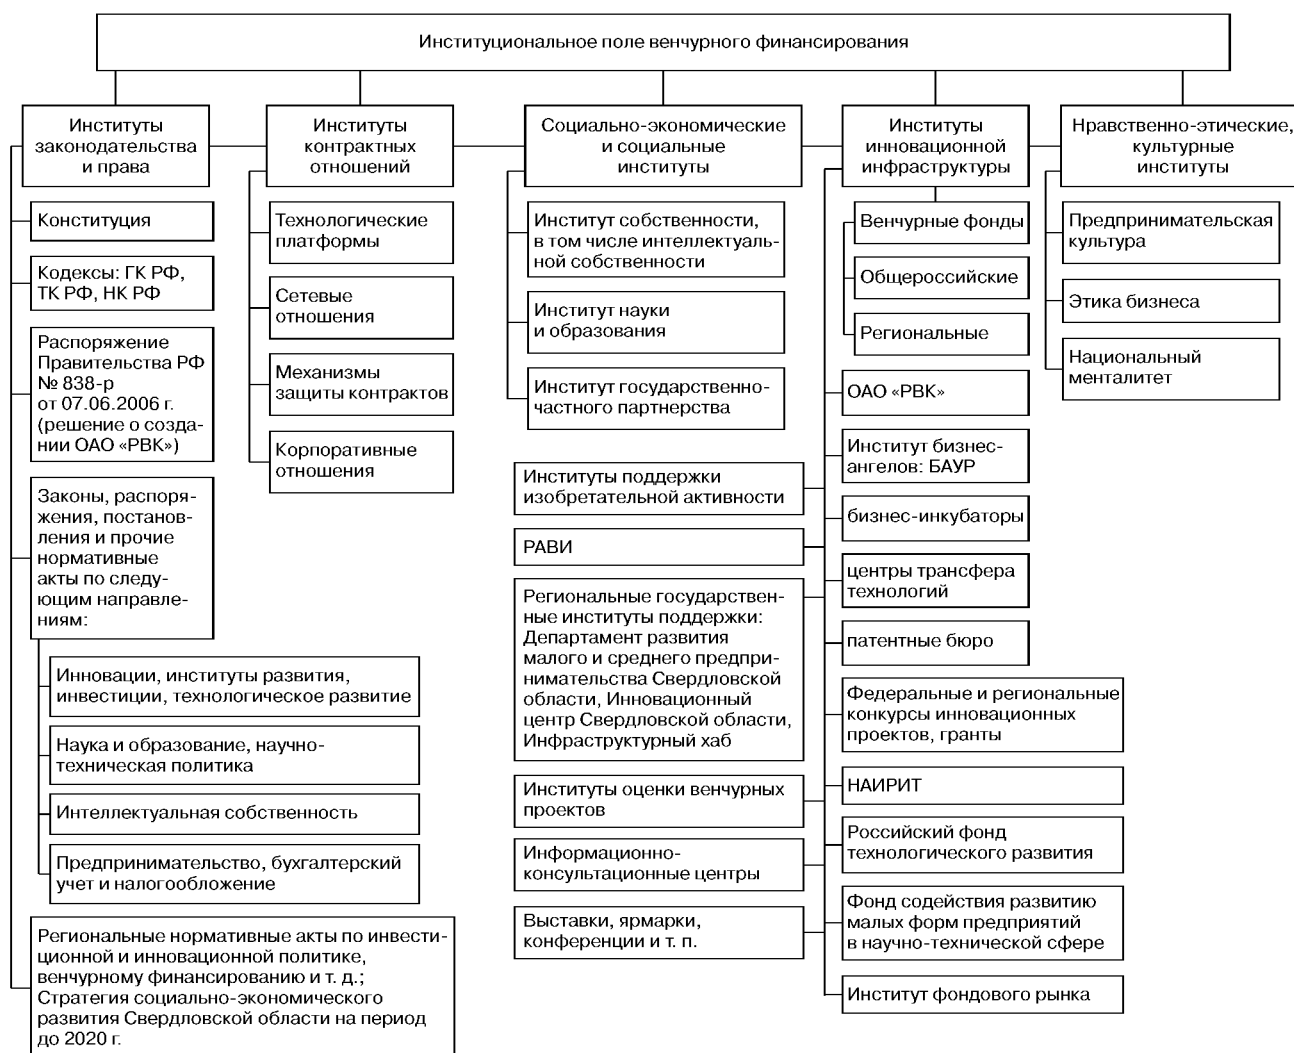 Институциональное поле венчурного финансирования
Институты
законодательства
и права
Конституция
Кодексы: ГК РФ,
ТК РФ, НК РФ
Распоряжение
Правительства РФ
№ 838-р
от 07.06.2006 г.
(решение о созда-
нии ОАО «РВК»)
Законы, распоря-
жения, постанов-
ления и прочие
нормативные
акты по следу-
ющим направле-
ниям:
Инновации, институты развития,
инвестиции, технологическое развитие
Наука и образование, научно-
техническая политика
Интеллектуальная собственность
Предпринимательство, бухгалтерский
учет и налогообложение
Региональные нормативные акты по инвести-
ционной и инновационной политике,
венчурному финансированию и т. д.;
Стратегия социально-экономического
развития Свердловской области на период
до 2020 г.
Институты
контрактных
отношений
Технологические
платформы
Сетевые
отношения
Механизмы
защиты контрактов
Корпоративные
отношения
Социально-экономические
и социальные
институты
Институт собственности,
в том числе интеллектуаль-
ной собственности
Институт науки
и образования
Институт государственно-
частного партнерства
Институты
инновационной
инфраструктуры
Венчурные фонды
Общероссийские
Региональные
ОАО «РВК»
Институт бизнес-
ангелов: БАУР
бизнес-инкубаторы
центры трансфера
технологий
патентные бюро
Федеральные и региональные
конкурсы инновационных
проектов, гранты
НАИРИТ
Российский фонд
технологического развития
Фонд содействия развитию
малых форм предприятий
в научно-технической сфере
Институт фондового рынка
Институты поддержки
изобретательной активности
РАВИ
Региональные государствен-
ные институты поддержки:
Департамент развития
малого и среднего предпри-
нимательства Свердловской
области, Инновационный
центр Свердловской области,
Инфраструктурный хаб
Институты оценки венчурных
проектов
Информационно-
консультационные центры
Выставки, ярмарки,
конференции и т. п.
Нравственно-этические,
культурные
институты
Предпринимательская
культура
Этика бизнеса
Национальный
менталитет